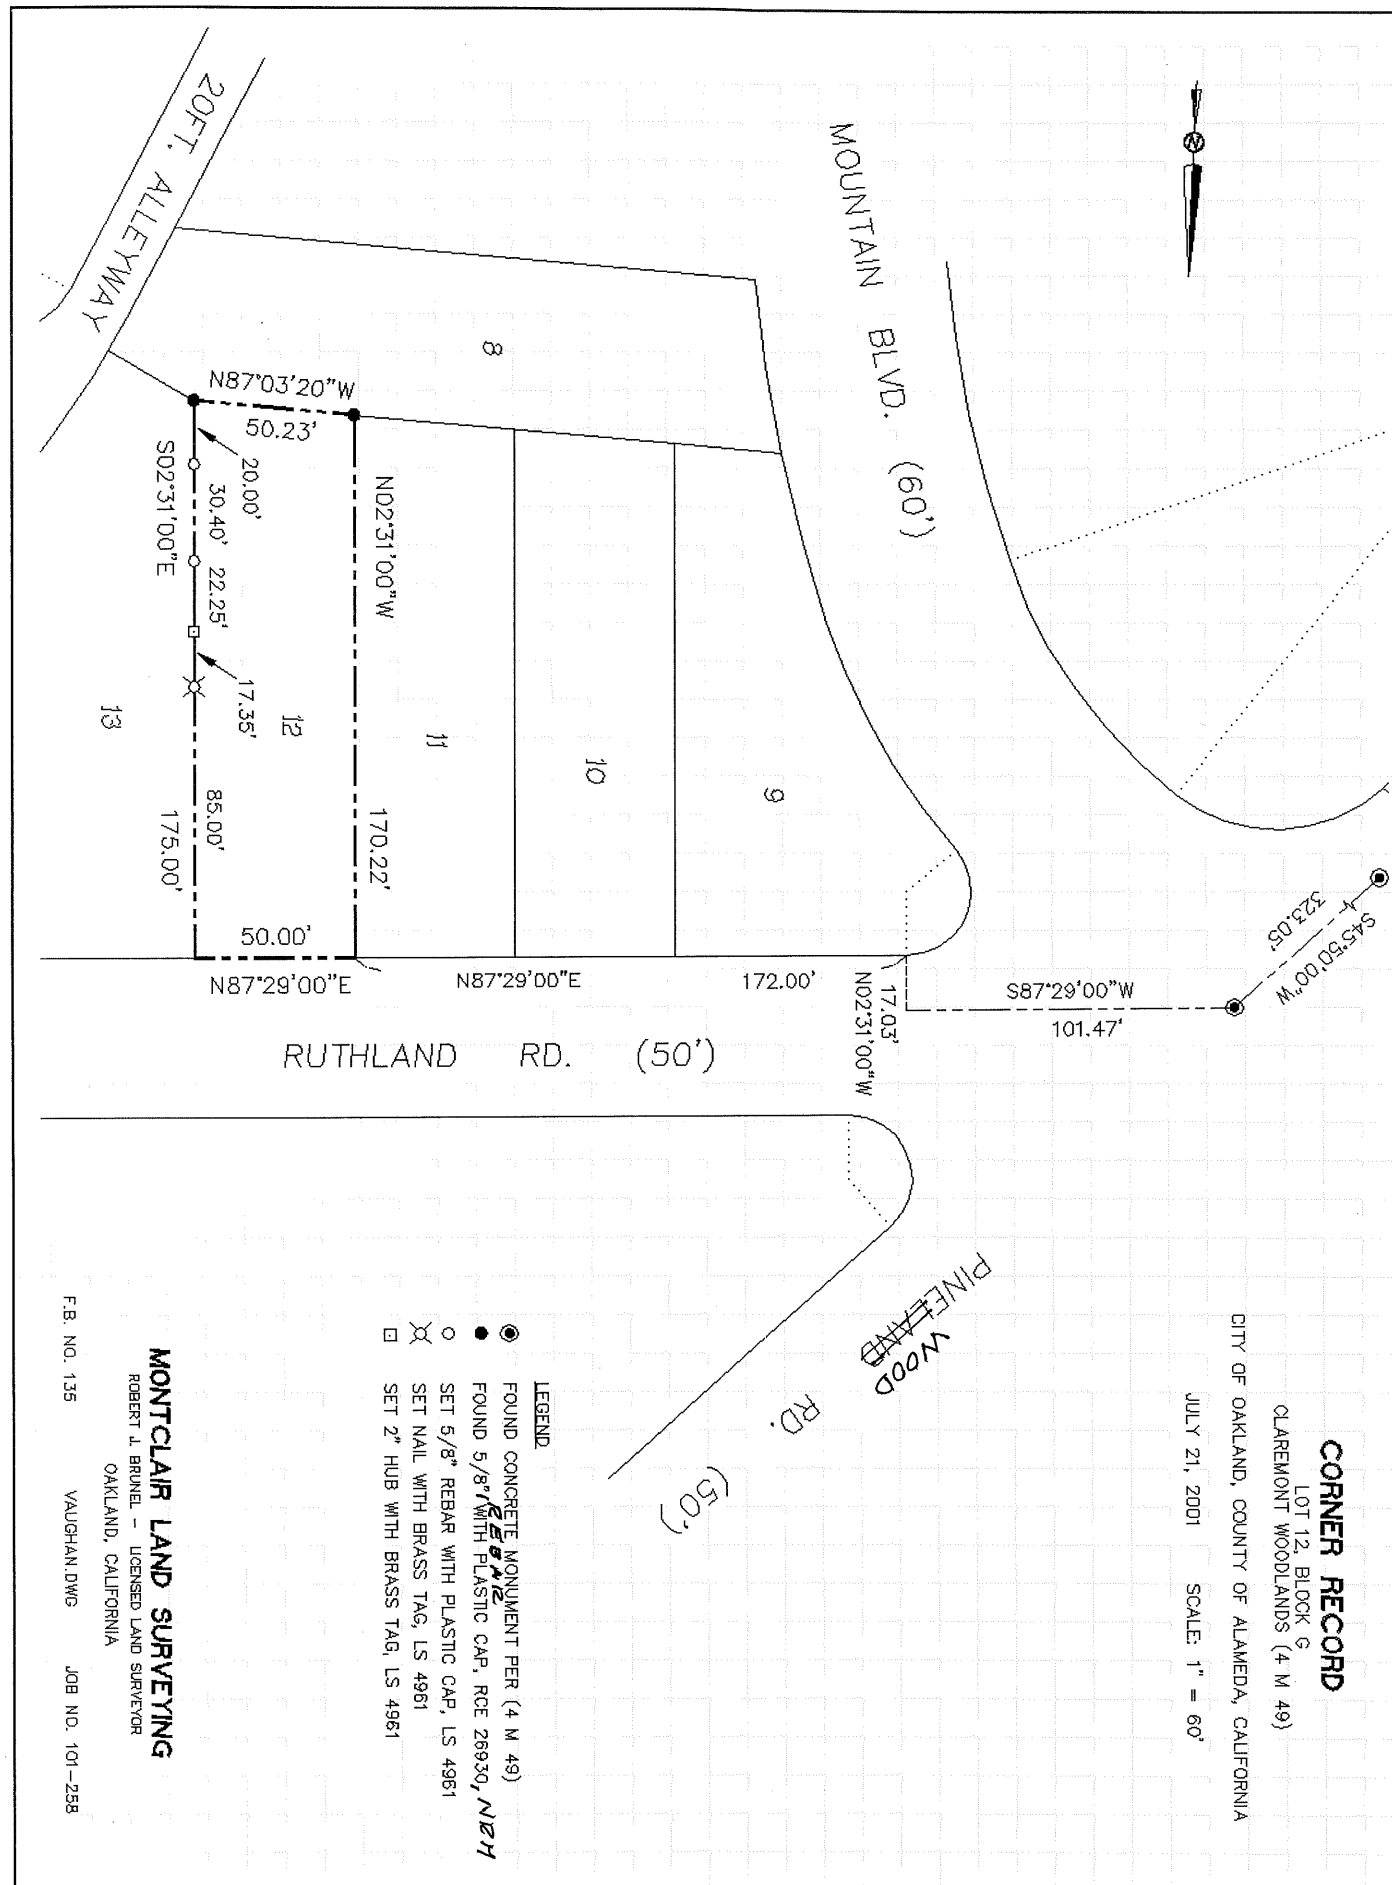 CORNER RECORD
LOT 12, BLOCK G
CLAREMONT WOODLANDS (4 M 49)
CITY OF OAKLAND, COUNTY OF ALAMEDA, CALIFORNIA
JULY 21, 2001 SCALE: 1" = 60'
N
20FT. ALLEYWAY
MOUNTAIN BLVD. (60')
8
N87°03'20"W
50.23'
S02°31'00"E
20.00'
30.40'
22.25'
17.35'
85.00'
175.00'
N02°31'00"W
170.22'
13
12
11
10
9
50.00'
N87°29'00"E
N87°29'00"E
172.00'
17.03'
N02°31'00"W
S87°29'00"W
101.47'
323.05'
S45°50'00"W
RUTHLAND RD. (50')
PINELAND RD. (50')
WOOD
LEGEND
FOUND CONCRETE MONUMENT PER (4 M 49)
FOUND 5/8" REBAR WITH PLASTIC CAP, RCE 26930, NRM
SET 5/8" REBAR WITH PLASTIC CAP, LS 4961
SET NAIL WITH BRASS TAG, LS 4961
SET 2" HUB WITH BRASS TAG, LS 4961
MONTCLAIR LAND SURVEYING
ROBERT J. BRUNEL - LICENSED LAND SURVEYOR
OAKLAND, CALIFORNIA
F.B. NO. 135 VAUGHAN.DWG JOB NO. 101-258